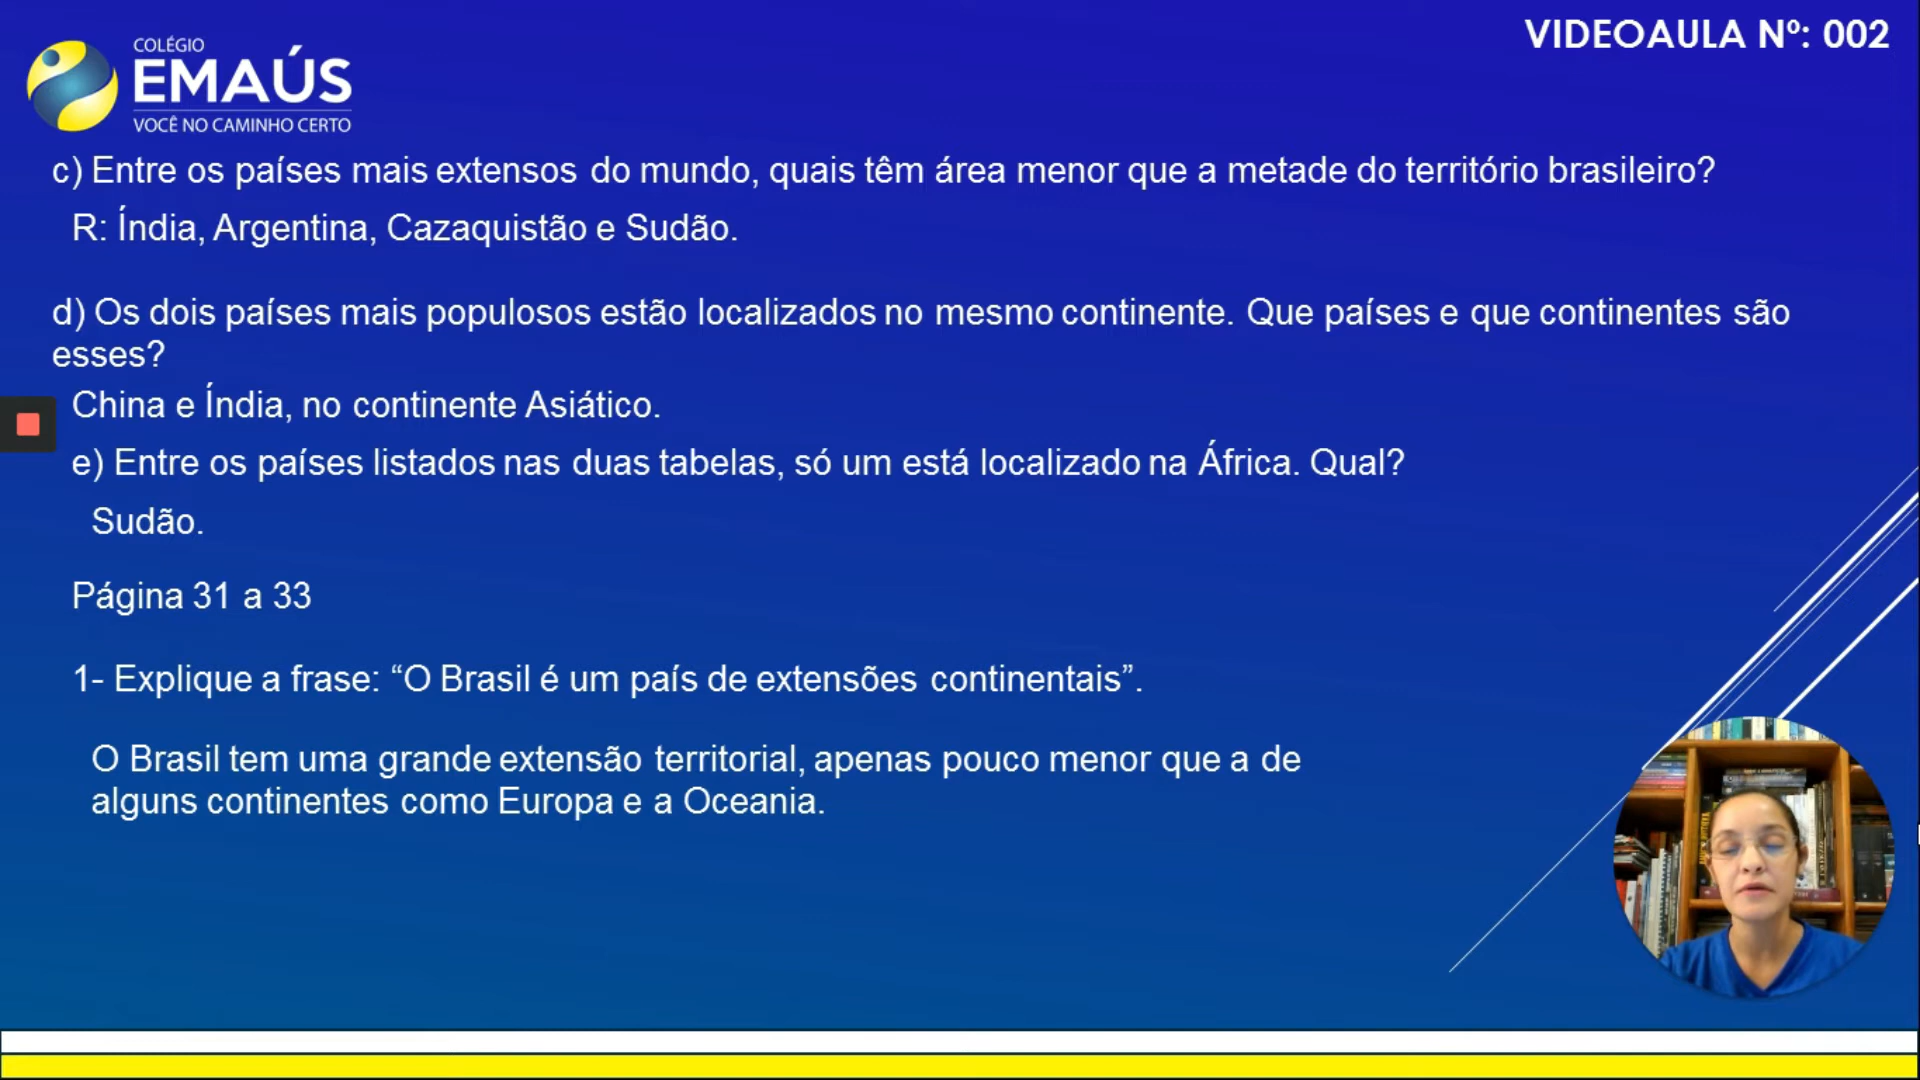 VIDEOAULA Nº: 002
COLÉGIO
EMAÚS
VOCÊ NO CAMINHO CERTO
c) Entre os países mais extensos do mundo, quais têm área menor que a metade do território brasileiro?
R: Índia, Argentina, Cazaquistão e Sudão.
d) Os dois países mais populosos estão localizados no mesmo continente. Que países e que continentes são
esses?
China e Índia, no continente Asiático.
e) Entre os países listados nas duas tabelas, só um está localizado na África. Qual?
Sudão.
Página 31 a 33
1- Explique a frase: “O Brasil é um país de extensões continentais”.
O Brasil tem uma grande extensão territorial, apenas pouco menor que a de
alguns continentes como Europa e a Oceania.